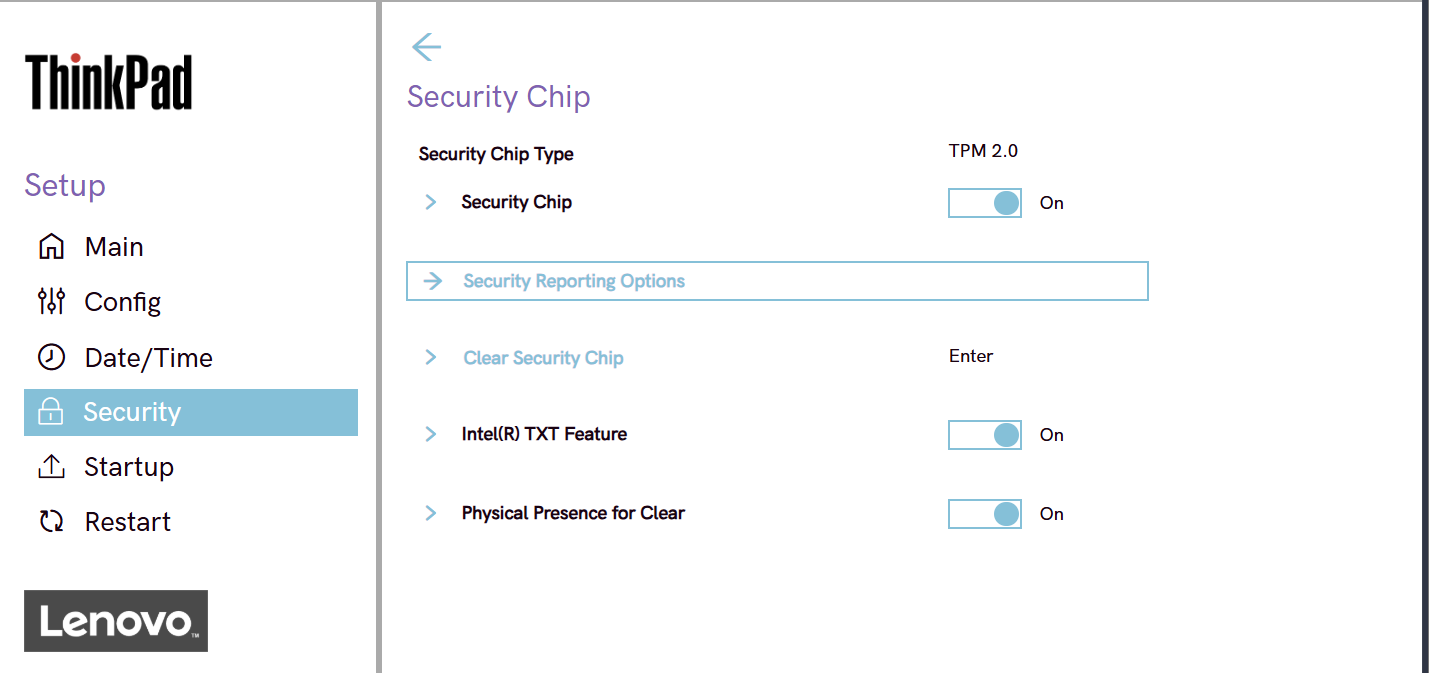 ThinkPad
Setup
Main
Config
Date/Time
Security
Startup
Restart
Lenovo™
Security Chip
Security Chip Type TPM 2.0
Security Chip On
Security Reporting Options
Clear Security Chip Enter
Intel(R) TXT Feature On
Physical Presence for Clear On